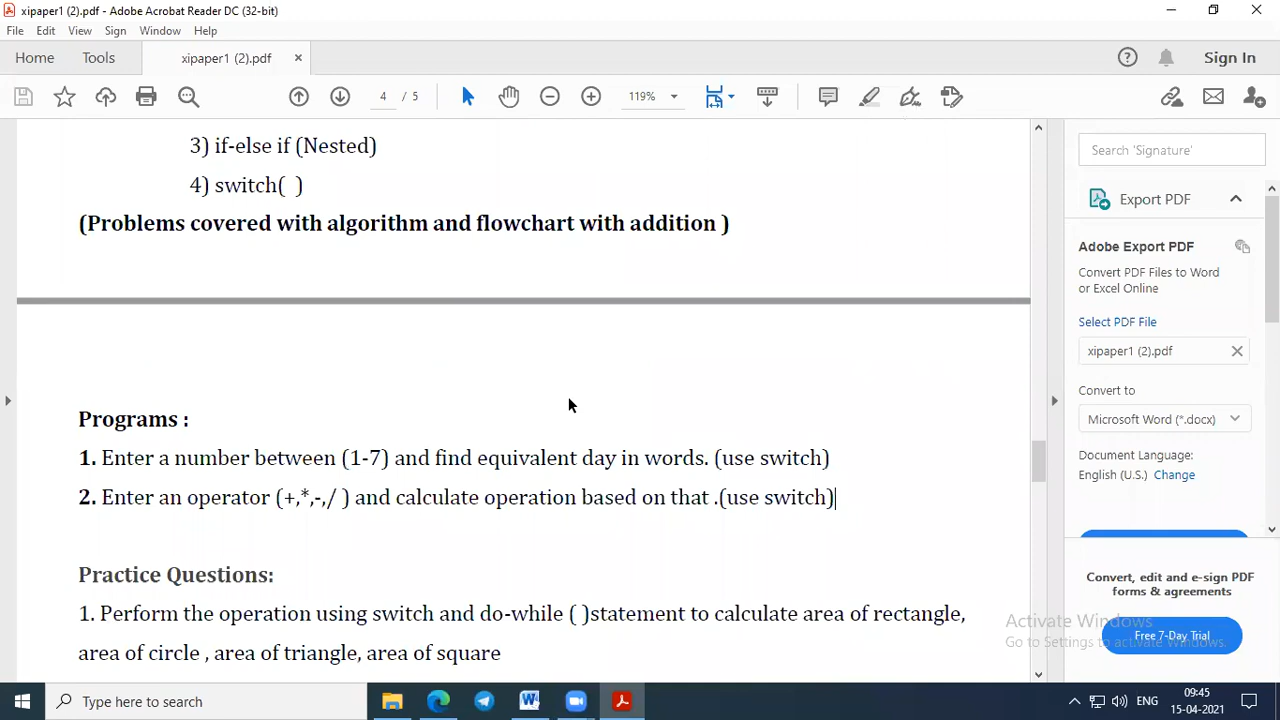 xipaper1 (2).pdf - Adobe Acrobat Reader DC (32-bit)
File Edit View Sign Window Help
Home Tools xipaper1 (2).pdf × Sign In
4 / 5 119%
3) if-else if (Nested)
4) switch( )
(Problems covered with algorithm and flowchart with addition )
Programs :
1. Enter a number between (1-7) and find equivalent day in words. (use switch)
2. Enter an operator (+,*,-,/ ) and calculate operation based on that .(use switch)
Practice Questions:
1. Perform the operation using switch and do-while ( )statement to calculate area of rectangle,
area of circle , area of triangle, area of square
Search 'Signature'
Export PDF
Adobe Export PDF
Convert PDF Files to Word
or Excel Online
Select PDF File
xipaper1 (2).pdf
Convert to
Microsoft Word (*.docx)
Document Language:
English (U.S.) Change
Convert, edit and e-sign PDF
forms & agreements
Free 7-Day Trial
Activate Windows
Go to Settings to activate Windows.
Type here to search
ENG
09:45
15-04-2021